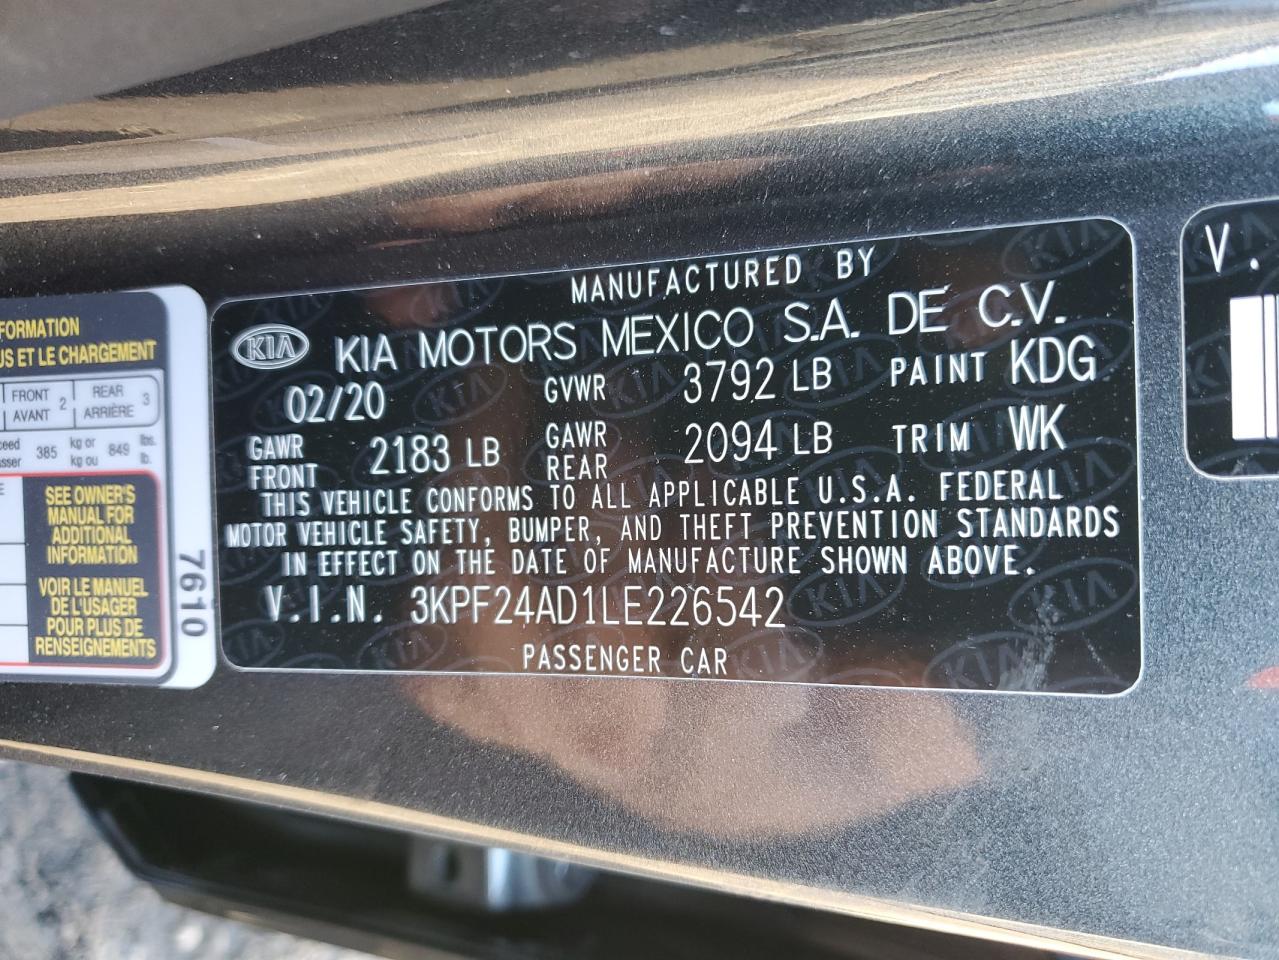 FORMATION
US ET LE CHARGEMENT
FRONT
AVANT 2
REAR
ARRIÈRE 3
385 kg or
kg ou 849 lbs.
lb.
SEE OWNER'S
MANUAL FOR
ADDITIONAL
INFORMATION
VOIR LE MANUEL
DE L'USAGER
POUR PLUS DE
RENSEIGNEMENTS
7610
MANUFACTURED BY
KIA KIA MOTORS MEXICO S.A. DE C.V.
02/20 GVWR 3792 LB PAINT KDG
GAWR
FRONT 2183 LB GAWR
REAR 2094 LB TRIM WK
THIS VEHICLE CONFORMS TO ALL APPLICABLE U.S.A. FEDERAL
MOTOR VEHICLE SAFETY, BUMPER, AND THEFT PREVENTION STANDARDS
IN EFFECT ON THE DATE OF MANUFACTURE SHOWN ABOVE.
V.I.N. 3KPF24AD1LE226542
PASSENGER CAR
V.